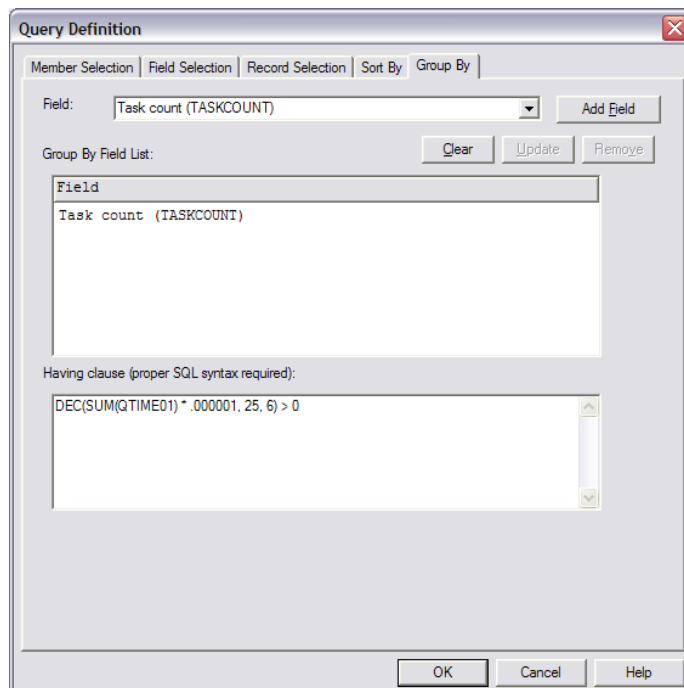 Query Definition
Member Selection Field Selection Record Selection Sort By Group By
Field: Task count (TASKCOUNT) Add Field
Group By Field List: Clear Update Remove
Field
Task count (TASKCOUNT)
Having clause (proper SQL syntax required):
DEC(SUM(QTIME01) * .000001, 25, 6) > 0
OK Cancel Help